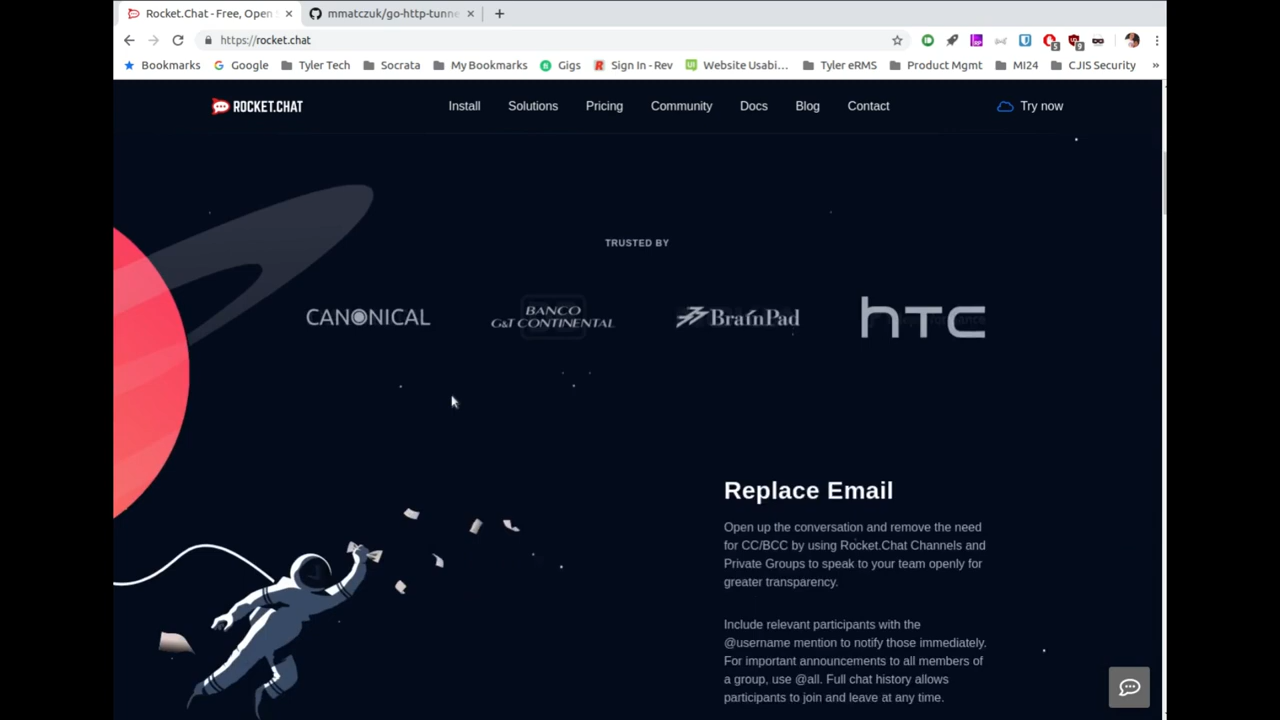 Rocket.Chat - Free, Open
mmatczuk/go-http-tunne
https://rocket.chat
5
9
Bookmarks
Google
Tyler Tech
Socrata
My Bookmarks
Gigs
Sign In - Rev
Website Usabi...
Tyler eRMS
Product Mgmt
MI24
CJIS Security
»
ROCKET.CHAT
Install
Solutions
Pricing
Community
Docs
Blog
Contact
Try now
TRUSTED BY
CANONICAL
BANCO
G&T CONTINENTAL
BrainPad
hTC
Replace Email
Open up the conversation and remove the need
for CC/BCC by using Rocket.Chat Channels and
Private Groups to speak to your team openly for
greater transparency.
Include relevant participants with the
@username mention to notify those immediately.
For important announcements to all members of
a group, use @all. Full chat history allows
participants to join and leave at any time.